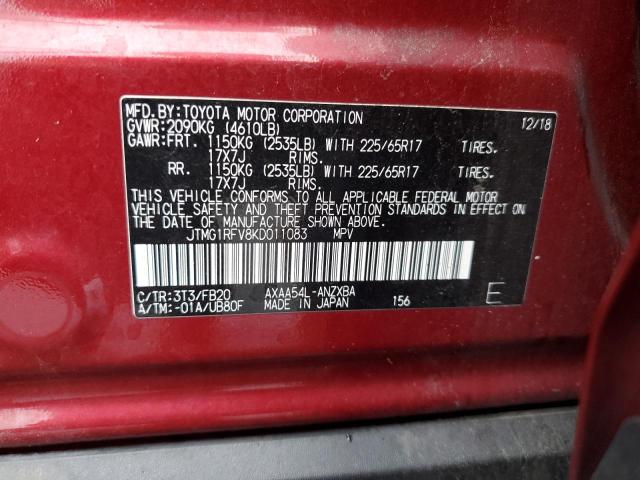 MFD.BY:TOYOTA MOTOR CORPORATION 12/18
GVWR:2090KG (4610LB)
GAWR:FRT. 1150KG (2535LB) WITH 225/65R17 TIRES.
17X7J RIMS.
RR. 1150KG (2535LB) WITH 225/65R17 TIRES.
17X7J RIMS.
THIS VEHICLE CONFORMS TO ALL APPLICABLE FEDERAL MOTOR
VEHICLE SAFETY AND THEFT PREVENTION STANDARDS IN EFFECT ON
THE DATE OF MANUFACTURE SHOWN ABOVE.
JTMG1RFV8KD011083 MPV
C/TR:3T3/FB20 AXAA54L-ANZXBA
A/TM:-01A/UB80F MADE IN JAPAN 156 E